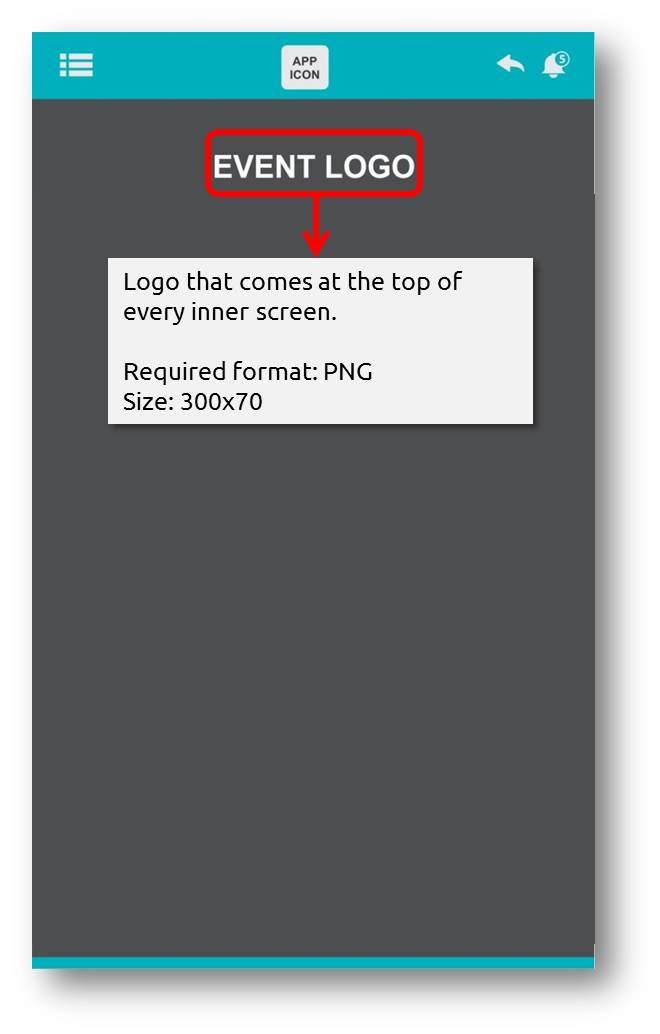 APP
ICON
5
EVENT LOGO
Logo that comes at the top of
every inner screen.
Required format: PNG
Size: 300x70